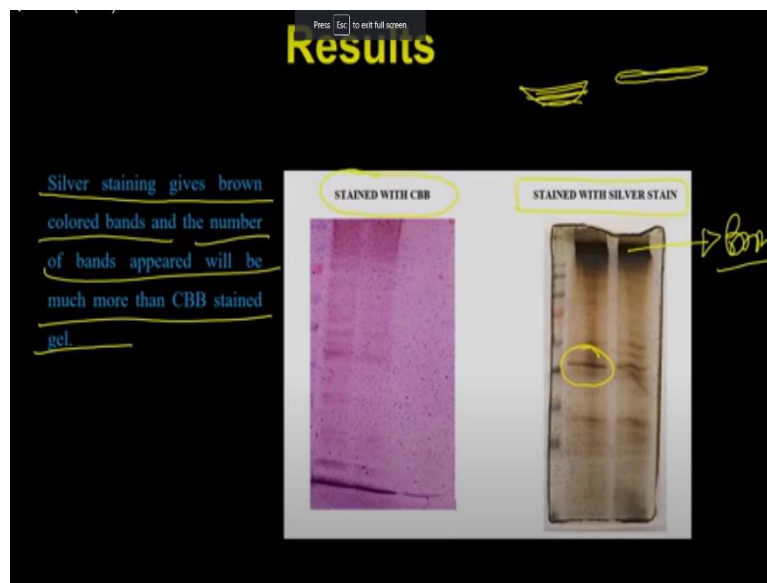 Press Esc to exit full screen
Results
Silver staining gives brown
colored bands and the number
of bands appeared will be
much more than CBB stained
gel.
STAINED WITH CBB
STAINED WITH SILVER STAIN